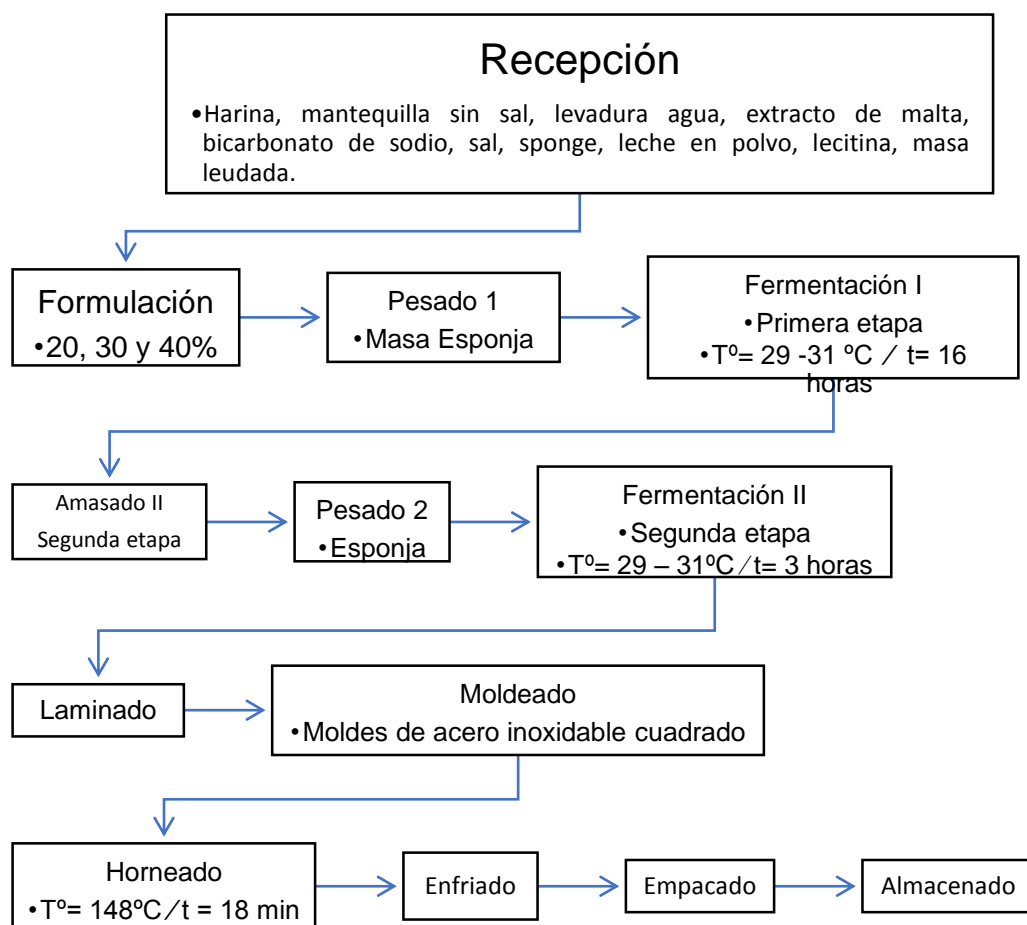 Recepción
•Harina, mantequilla sin sal, levadura agua, extracto de malta,
bicarbonato de sodio, sal, sponge, leche en polvo, lecitina, masa
leudada.
Formulación
•20, 30 y 40%
Pesado 1
•Masa Esponja
Fermentación I
•Primera etapa
•Tº= 29 -31 ºC / t= 16
horas
Amasado II
Segunda etapa
Pesado 2
•Esponja
Fermentación II
•Segunda etapa
•Tº= 29 – 31ºC/t= 3 horas
Laminado
Moldeado
•Moldes de acero inoxidable cuadrado
Horneado
•Tº= 148ºC/t = 18 min
Enfriado
Empacado
Almacenado